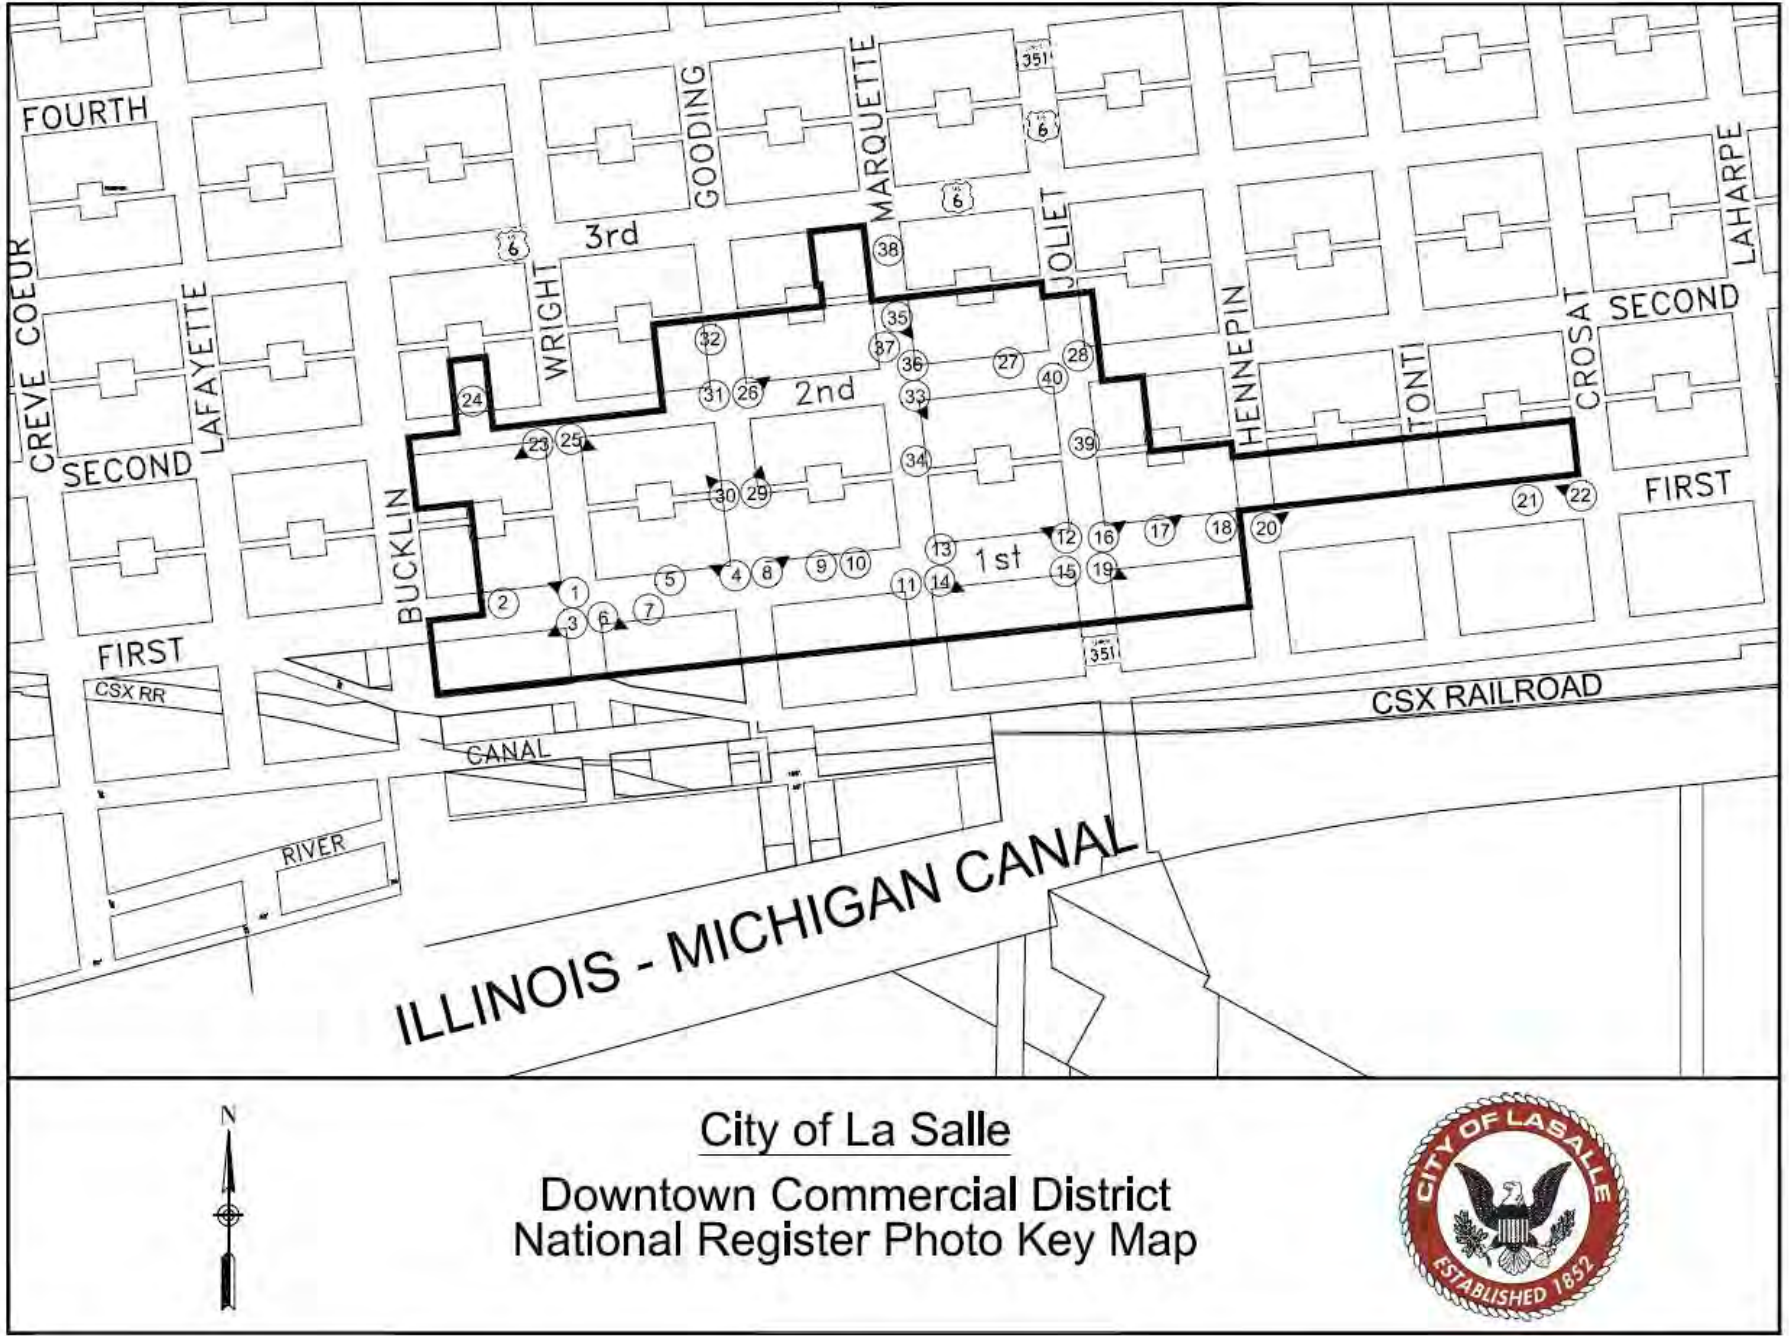 351
FOURTH
GOODING
MARQUETTE
6
LAHARPE
6
3rd
6
JOLIET
38
CREVE COEUR
LAFAYETTE
WRIGHT
HENNEPIN
CROSAT
SECOND
35
32
37
36
27
28
40
TONTI
24
31
26
2nd
33
23
25
39
34
SECOND
BUCKLIN
30
29
21
22
FIRST
12
16
17
18
20
13
1st
5
4
8
9
10
15
19
11
14
2
1
7
3
6
351
FIRST
CSX RR
CSX RAILROAD
CANAL
RIVER
ILLINOIS - MICHIGAN CANAL
N
City of La Salle
Downtown Commercial District
National Register Photo Key Map
CITY OF LASALLE
ESTABLISHED 1852